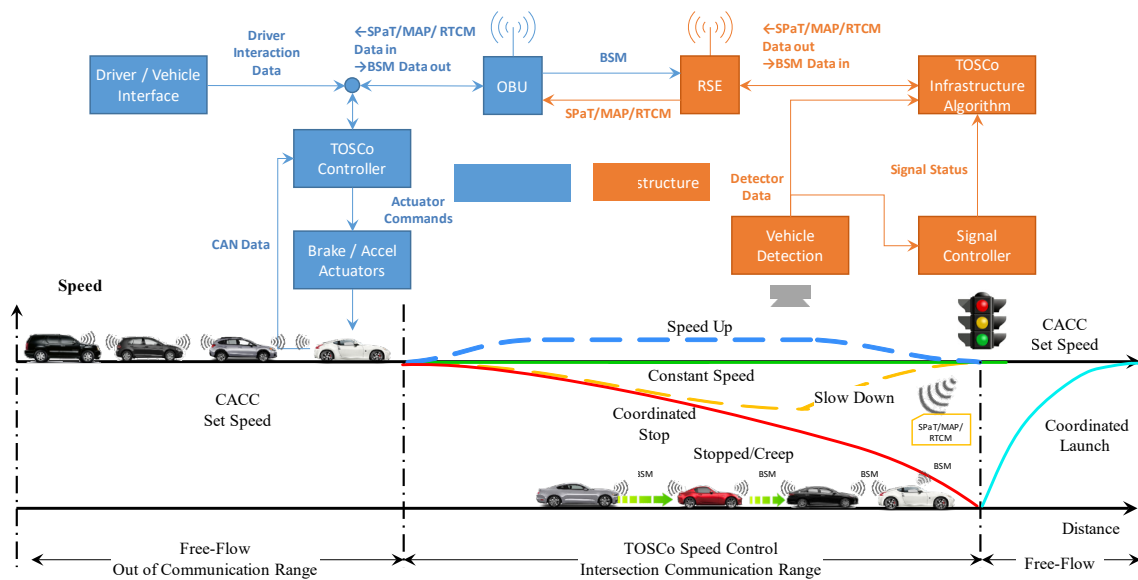 Driver
Interaction
Data
←SPaT/MAP/ RTCM
Data in
→BSM Data out
BSM
←SPaT/MAP/RTCM
Data out
→BSM Data in
Driver / Vehicle
Interface
OBU
RSE
TOSCo
Infrastructure
Algorithm
SPaT/MAP/RTCM
TOSCo
Controller
structure
Detector
Data
Signal Status
Actuator
Commands
CAN Data
Brake / Accel
Actuators
Vehicle
Detection
Signal
Controller
Speed
Speed Up
CACC
Set Speed
Constant Speed
CACC
Set Speed
Slow Down
Coordinated
Stop
SPaT/MAP/
RTCM
Coordinated
Launch
Stopped/Creep
BSM
BSM
BSM
BSM
Distance
Free-Flow
Out of Communication Range
TOSCo Speed Control
Intersection Communication Range
Free-Flow